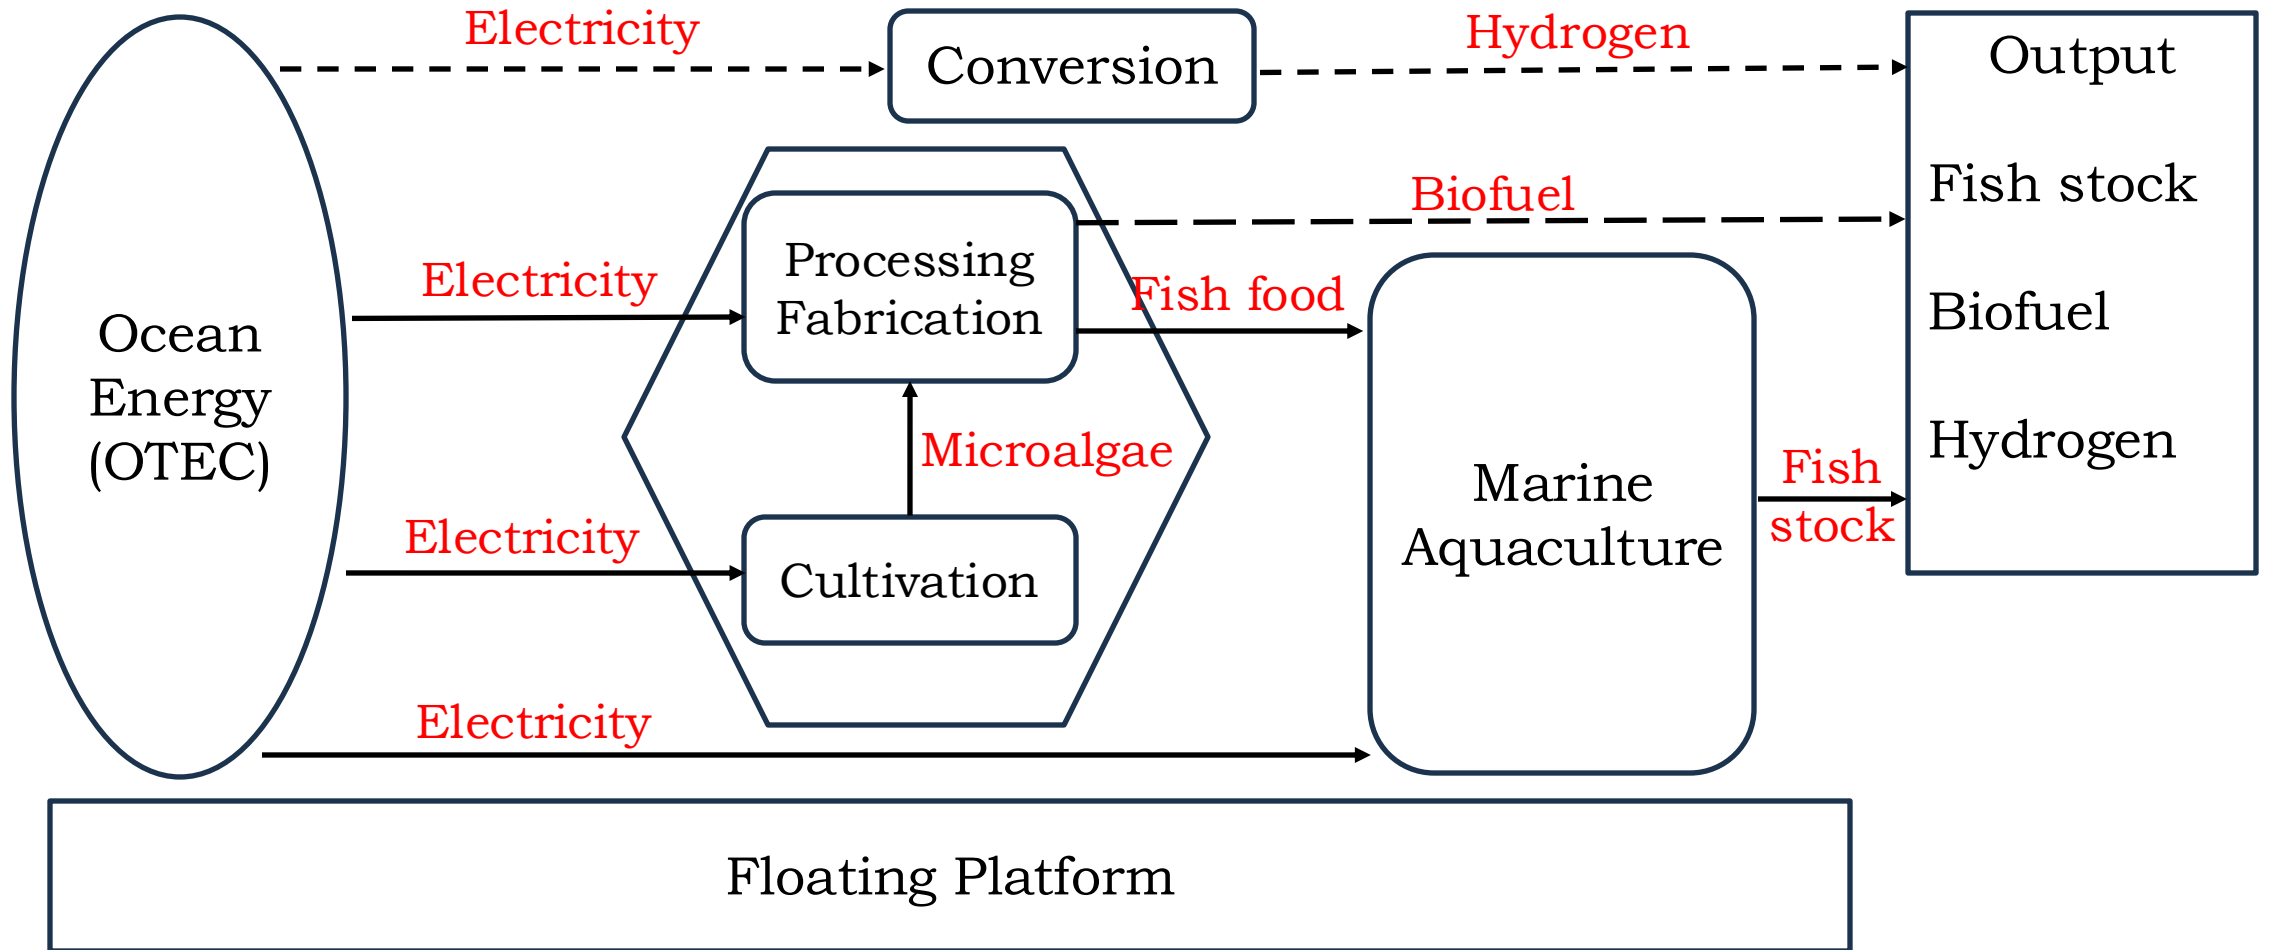 Electricity
Conversion
Hydrogen
Output
Fish stock
Biofuel
Hydrogen
Biofuel
Electricity
Processing
Fabrication
Fish food
Ocean
Energy
(OTEC)
Microalgae
Marine
Aquaculture
Fish
stock
Electricity
Cultivation
Electricity
Floating Platform